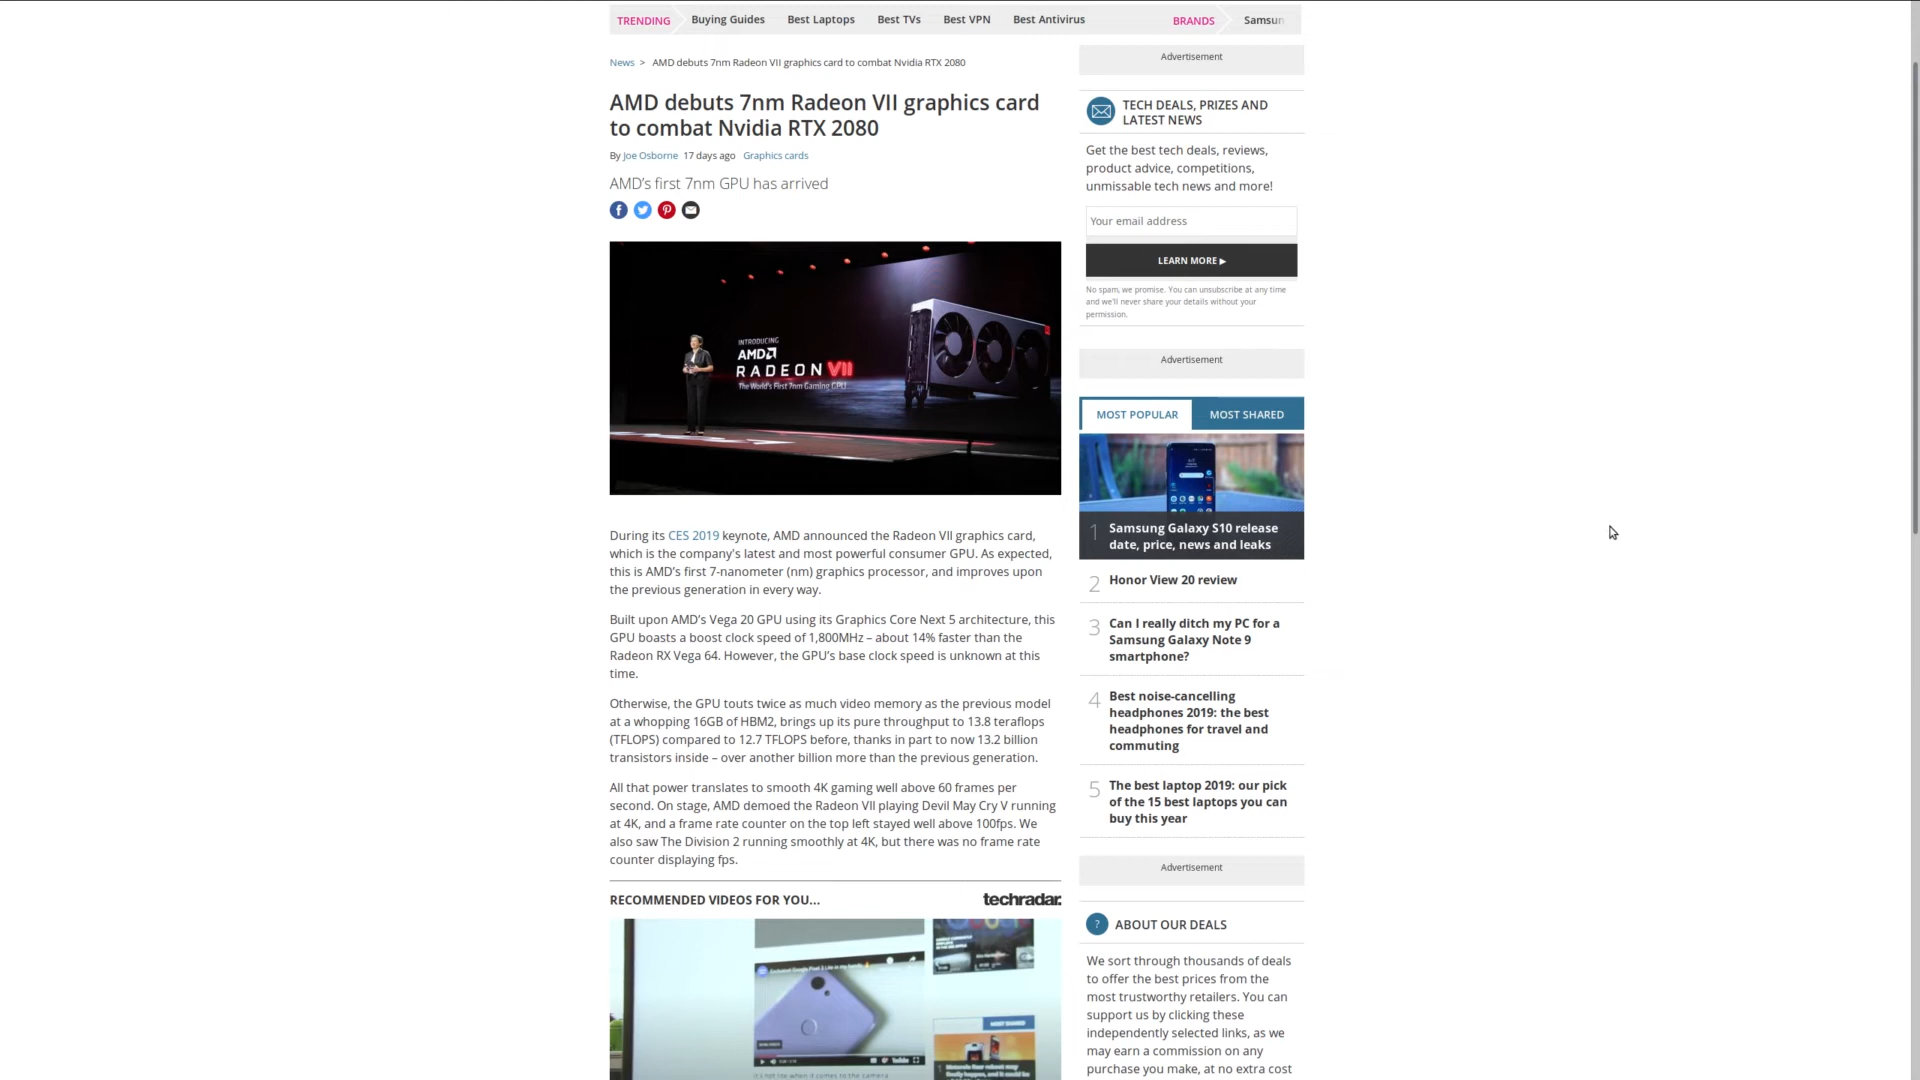 TRENDING
Buying Guides
Best Laptops
Best TVs
Best VPN
Best Antivirus
BRANDS
Samsun
News > AMD debuts 7nm Radeon VII graphics card to combat Nvidia RTX 2080
AMD debuts 7nm Radeon VII graphics card
to combat Nvidia RTX 2080
By Joe Osborne 17 days ago Graphics cards
AMD's first 7nm GPU has arrived
INTRODUCING
AMD
RADEON VII
The World's First 7nm Gaming GPU
During its CES 2019 keynote, AMD announced the Radeon VII graphics card,
which is the company's latest and most powerful consumer GPU. As expected,
this is AMD's first 7-nanometer (nm) graphics processor, and improves upon
the previous generation in every way.
Built upon AMD's Vega 20 GPU using its Graphics Core Next 5 architecture, this
GPU boasts a boost clock speed of 1,800MHz – about 14% faster than the
Radeon RX Vega 64. However, the GPU's base clock speed is unknown at this
time.
Otherwise, the GPU touts twice as much video memory as the previous model
at a whopping 16GB of HBM2, brings up its pure throughput to 13.8 teraflops
(TFLOPS) compared to 12.7 TFLOPS before, thanks in part to now 13.2 billion
transistors inside – over another billion more than the previous generation.
All that power translates to smooth 4K gaming well above 60 frames per
second. On stage, AMD demoed the Radeon VII playing Devil May Cry V running
at 4K, and a frame rate counter on the top left stayed well above 100fps. We
also saw The Division 2 running smoothly at 4K, but there was no frame rate
counter displaying fps.
RECOMMENDED VIDEOS FOR YOU...
techradar.
MOST SHARED
YouTube
Advertisement
TECH DEALS, PRIZES AND
LATEST NEWS
Get the best tech deals, reviews,
product advice, competitions,
unmissable tech news and more!
Your email address
LEARN MORE ▶
No spam, we promise. You can unsubscribe at any time
and we'll never share your details without your
permission.
Advertisement
MOST POPULAR
MOST SHARED
1 Samsung Galaxy S10 release
date, price, news and leaks
2 Honor View 20 review
3 Can I really ditch my PC for a
Samsung Galaxy Note 9
smartphone?
4 Best noise-cancelling
headphones 2019: the best
headphones for travel and
commuting
5 The best laptop 2019: our pick
of the 15 best laptops you can
buy this year
Advertisement
? ABOUT OUR DEALS
We sort through thousands of deals
to offer the best prices from the
most trustworthy retailers. You can
support us by clicking these
independently selected links, as we
may earn a commission on any
purchase you make, at no extra cost